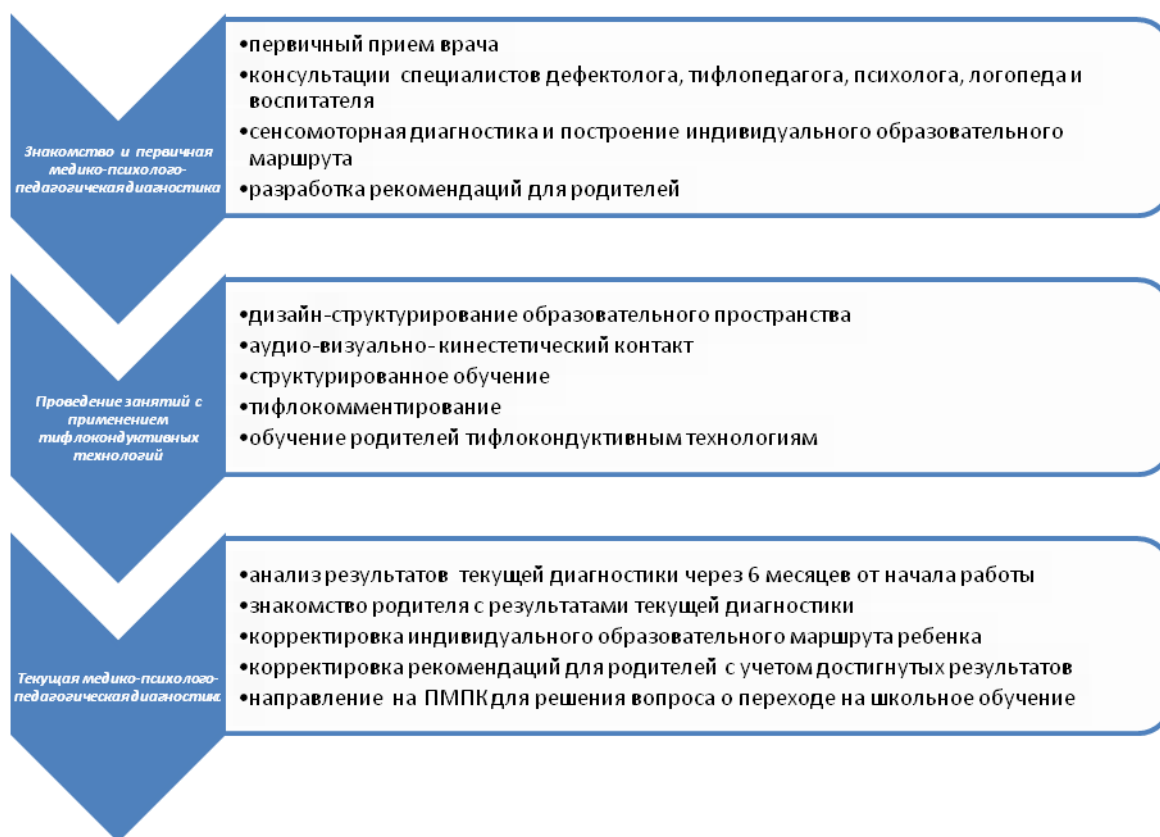 Знакомство и первичная
медико-психолого-
педагогичекая диагностика
•первичный прием врача
•консультации специалистов дефектолога, тифлопедагога, психолога, логопеда и
воспитателя
•сенсомоторная диагностика и построение индивидуального образовательного
маршрута
•разработка рекомендаций для родителей
Проведение занятий с
применением
тифлокондуктивных
технологий
•дизайн-структурирование образовательного пространства
•аудио-визуально-кинестетический контакт
•структурированное обучение
•тифлокомментирование
•обучение родителей тифлокондуктивным технологиям
Текущая медико-психолого-
педагогическая диагностика
•анализ результатов текущей диагностики через 6 месяцев от начала работы
•знакомство родителя с результатами текущей диагностики
•корректировка индивидуального образовательного маршрута ребенка
•корректировка рекомендаций для родителей с учетом достигнутых результатов
•направление на ПМПК для решения вопроса о переходе на школьное обучение